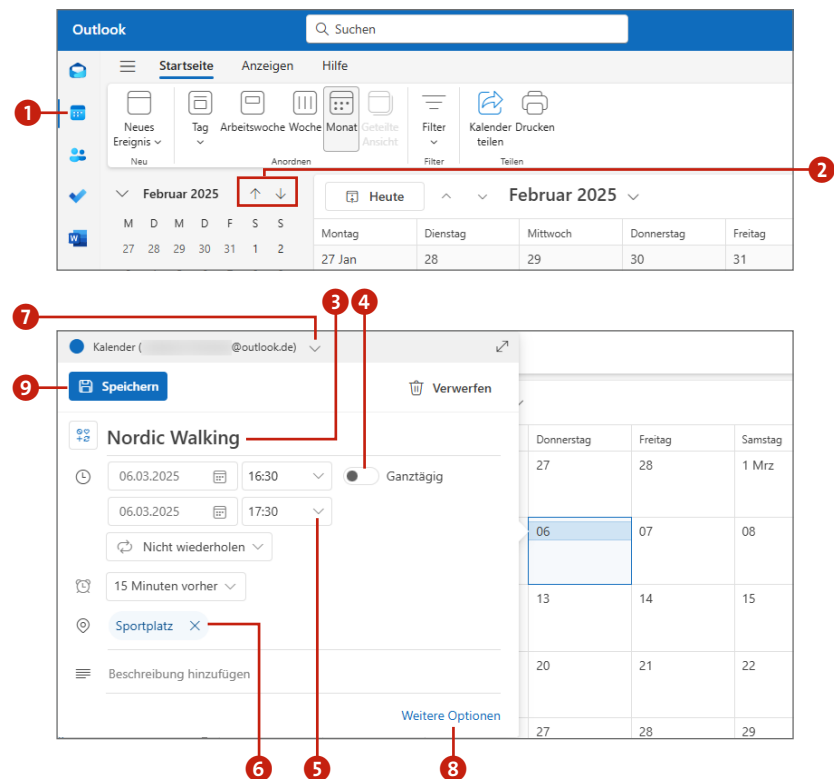 Outlook
Suchen
Startseite Anzeigen Hilfe
1
Neues Ereignis
Tag Arbeitswoche Woche Monat Geteilte Ansicht
Filter
Kalender teilen
Drucken
Neu Anordnen Filter Teilen
2
Februar 2025
Heute Februar 2025
M D M D F S S
27 28 29 30 31 1 2
Montag Dienstag Mittwoch Donnerstag Freitag
27 Jan 28 29 30 31
3 4
7
Kalender ( @outlook.de)
9
Speichern Verwerfen
Nordic Walking
06.03.2025 16:30 Ganztägig
06.03.2025 17:30
Nicht wiederholen
15 Minuten vorher
Sportplatz
Beschreibung hinzufügen
Weitere Optionen
Donnerstag Freitag Samstag
27 28 1 Mrz
06 07 08
13 14 15
20 21 22
27 28 29
6 5 8